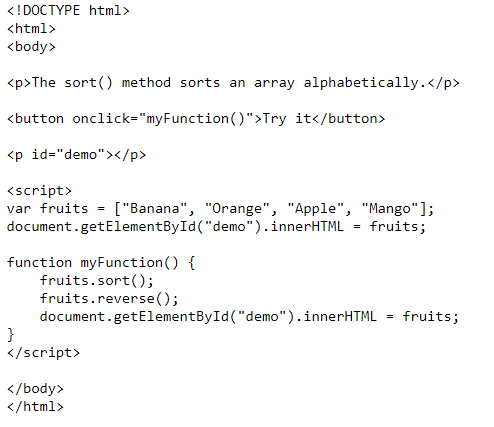 <!DOCTYPE html>
<html>
<body>
<p>The sort() method sorts an array alphabetically.</p>
<button onclick="myFunction()">Try it</button>
<p id="demo"></p>
<script>
var fruits = ["Banana", "Orange", "Apple", "Mango"];
document.getElementById("demo").innerHTML = fruits;
function myFunction() {
    fruits.sort();
    fruits.reverse();
    document.getElementById("demo").innerHTML = fruits;
}
</script>
</body>
</html>